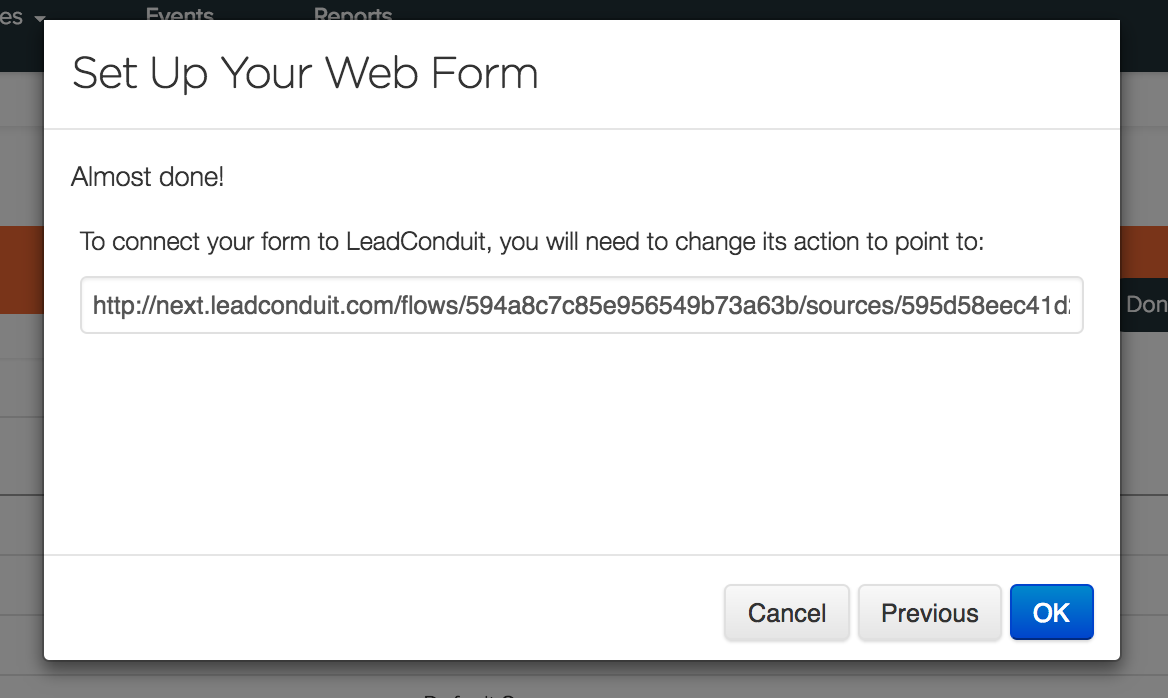 es
Events
Reports
Set Up Your Web Form
Almost done!
To connect your form to LeadConduit, you will need to change its action to point to:
http://next.leadconduit.com/flows/594a8c7c85e956549b73a63b/sources/595d58eec41d
Don
Cancel
Previous
OK